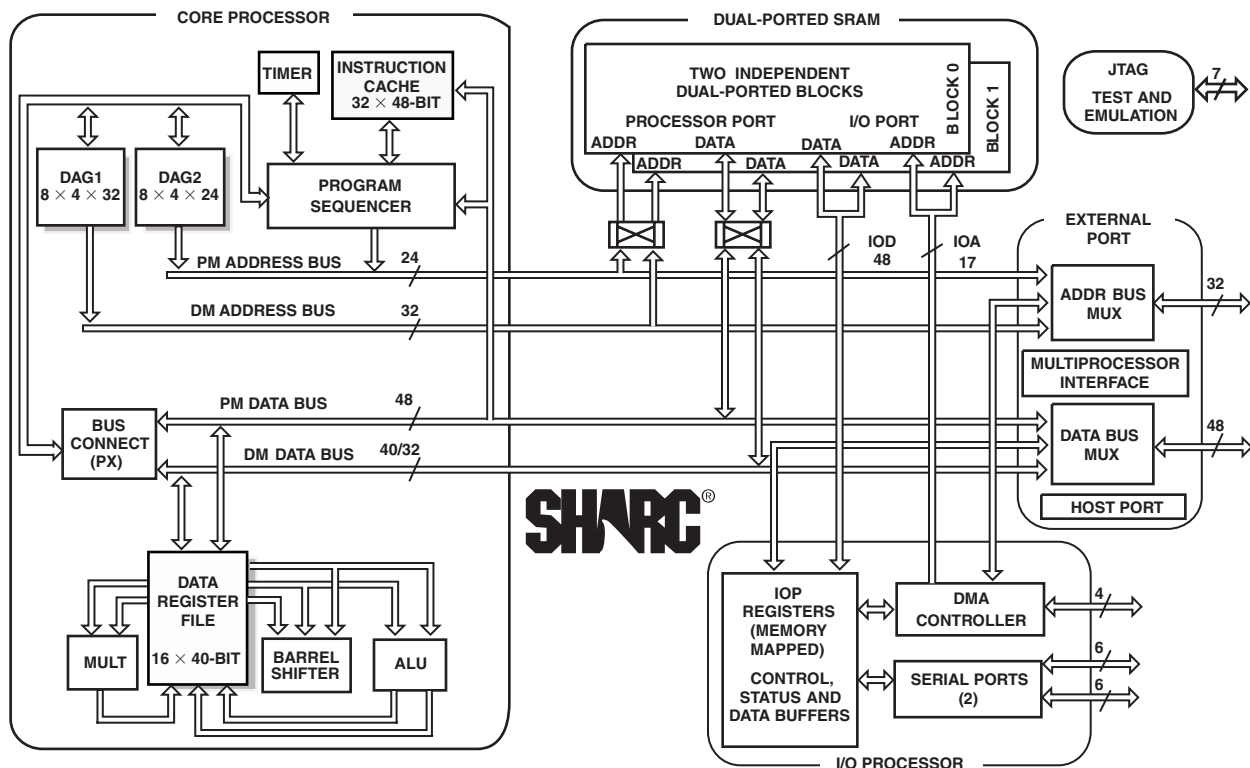 CORE PROCESSOR
TIMER
INSTRUCTION
CACHE
32 × 48-BIT
DAG1
8 × 4 × 32
DAG2
8 × 4 × 24
PROGRAM
SEQUENCER
PM ADDRESS BUS
24
DM ADDRESS BUS
32
PM DATA BUS
48
DM DATA BUS
40/32
BUS
CONNECT
(PX)
DATA
REGISTER
FILE
16 × 40-BIT
MULT
BARREL
SHIFTER
ALU
DUAL-PORTED SRAM
TWO INDEPENDENT
DUAL-PORTED BLOCKS
PROCESSOR PORT
I/O PORT
ADDR
DATA
DATA
ADDR
BLOCK 0
ADDR
DATA
DATA
ADDR
BLOCK 1
JTAG
TEST AND
EMULATION
7
IOD
48
IOA
17
EXTERNAL
PORT
ADDR BUS
MUX
32
MULTIPROCESSOR
INTERFACE
DATA BUS
MUX
48
HOST PORT
SHARC®
IOP
REGISTERS
(MEMORY
MAPPED)
CONTROL,
STATUS AND
DATA BUFFERS
DMA
CONTROLLER
4
SERIAL PORTS
(2)
6
6
I/O PROCESSOR